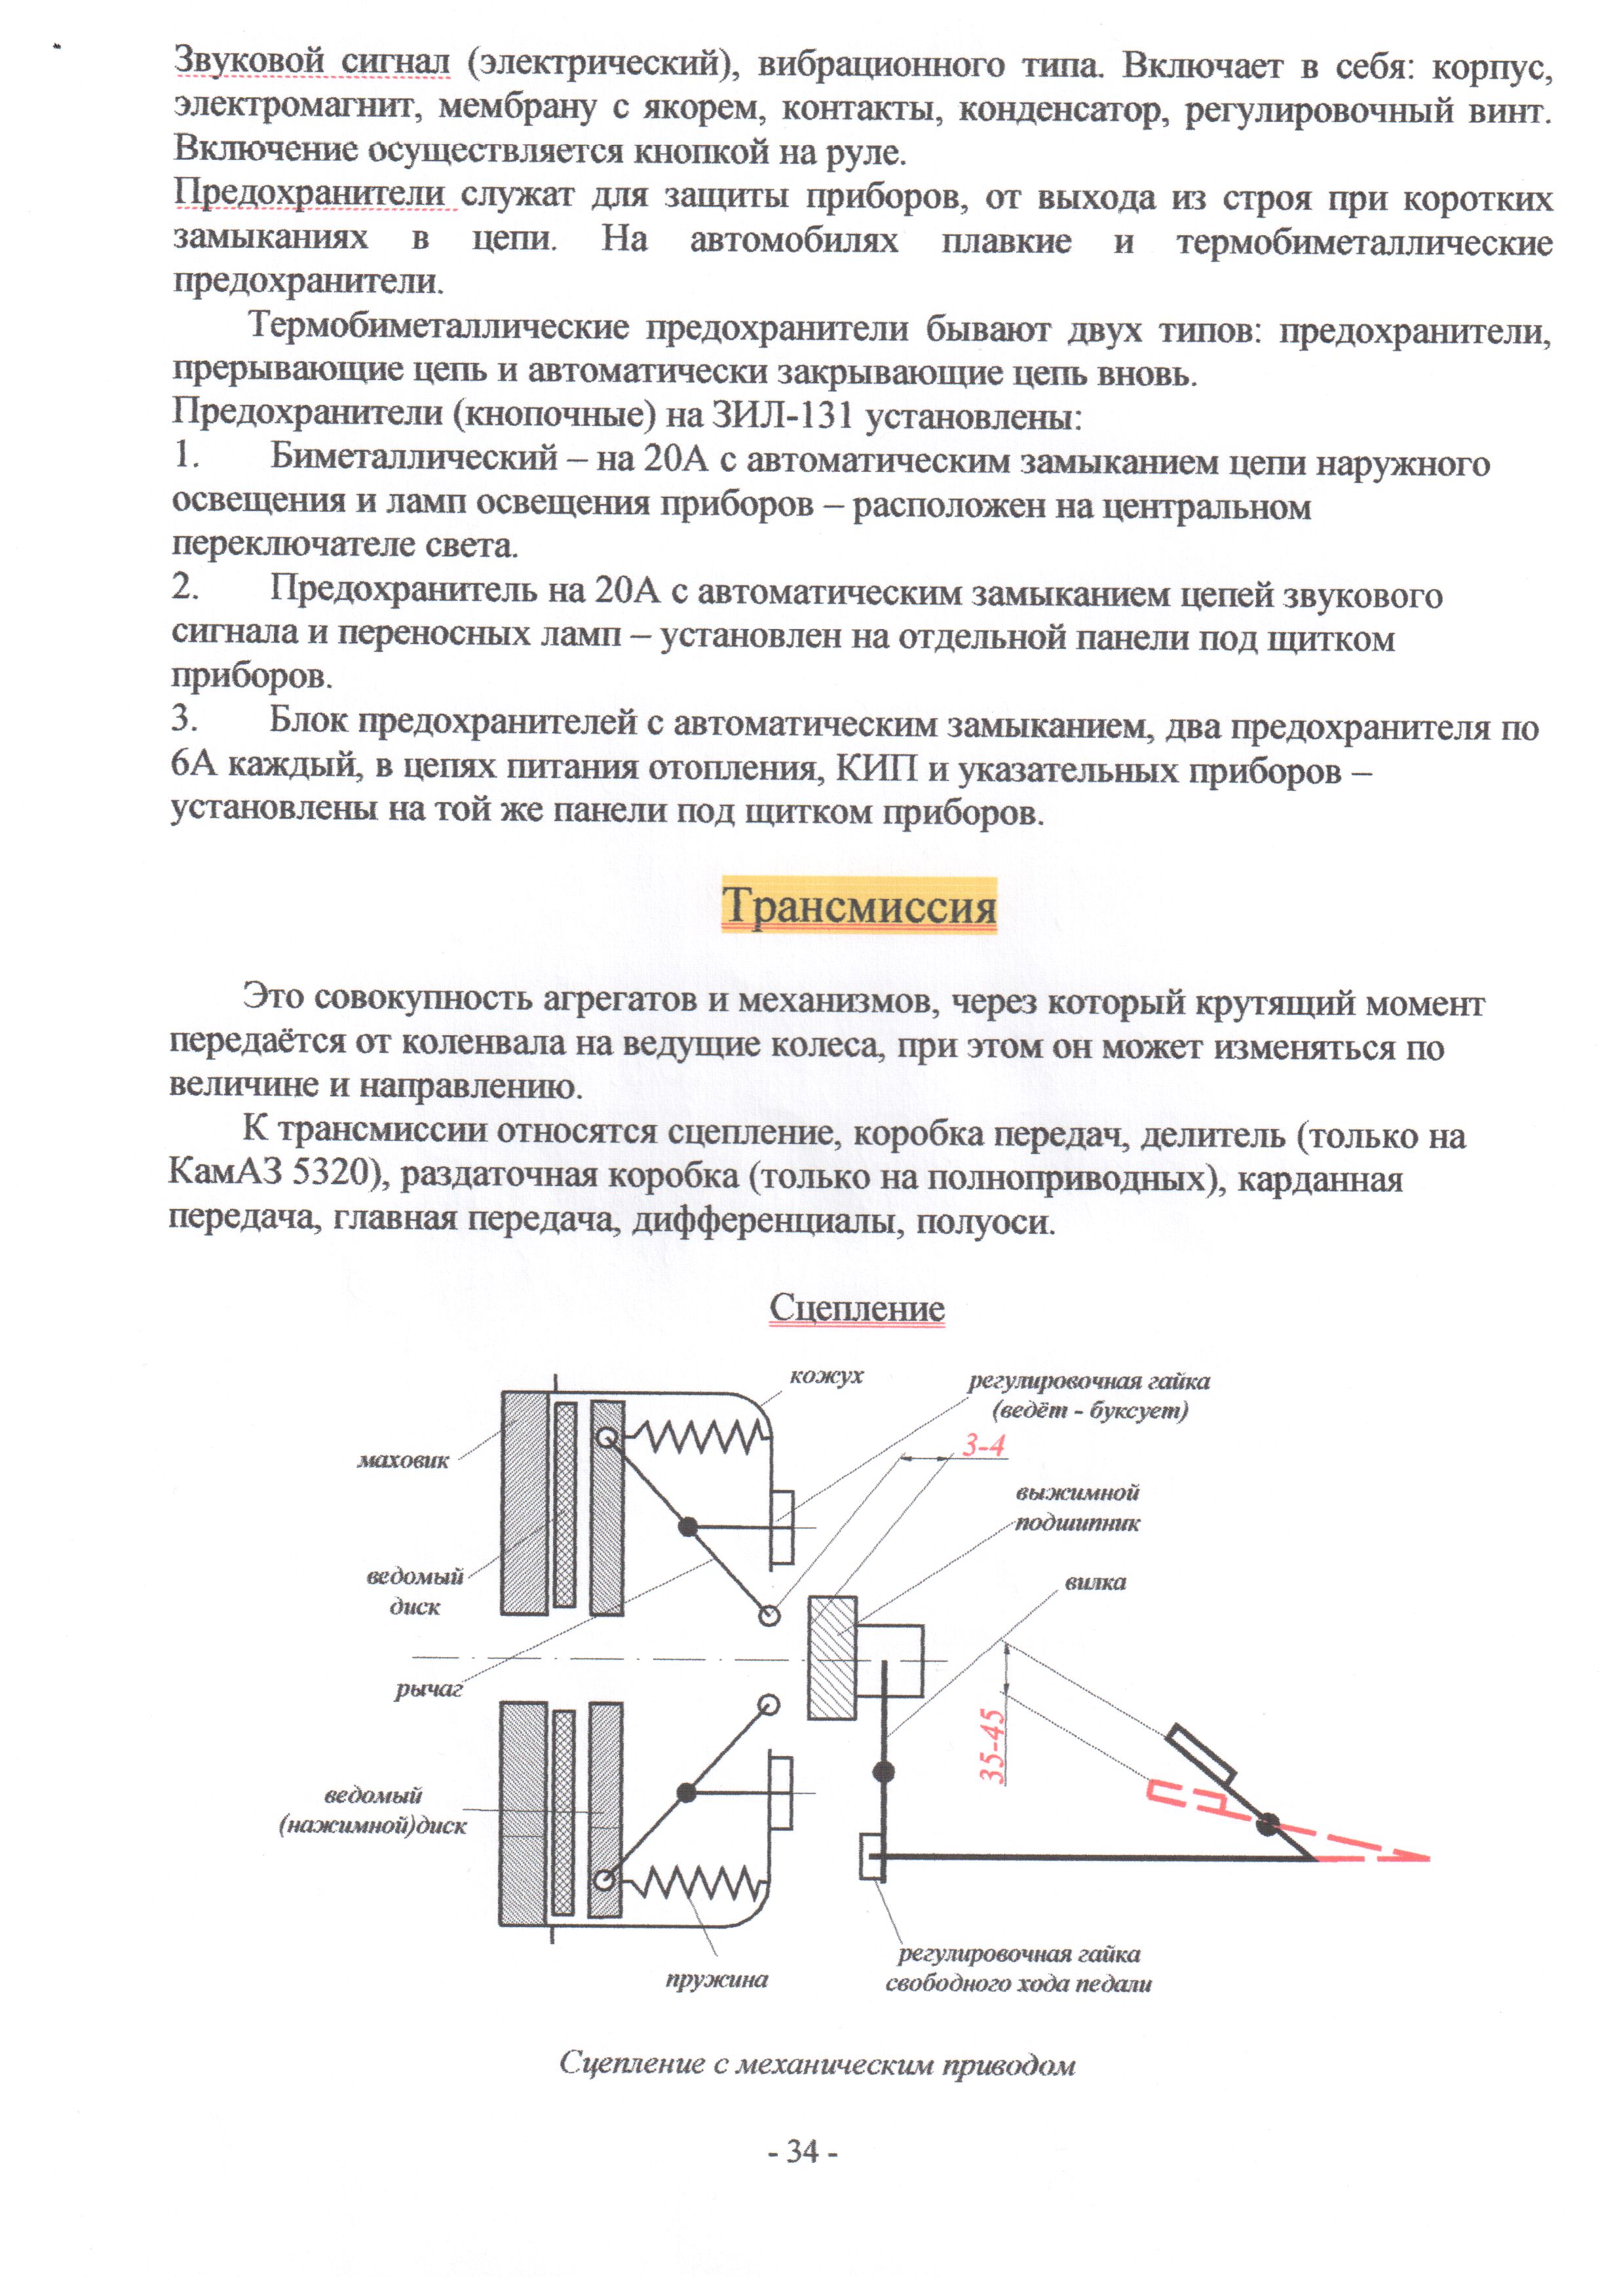 Звуковой сигнал (электрический), вибрационного типа. Включает в себя: корпус,
электромагнит, мембрану с якорем, контакты, конденсатор, регулировочный винт.
Включение осуществляется кнопкой на руле.
Предохранители служат для защиты приборов, от выхода из строя при коротких
замыканиях в цепи. На автомобилях плавкие и термобиметаллические
предохранители.
Термобиметаллические предохранители бывают двух типов: предохранители,
прерывающие цепь и автоматически закрывающие цепь вновь.
Предохранители (кнопочные) на ЗИЛ-131 установлены:
1. Биметаллический – на 20А с автоматическим замыканием цепи наружного
освещения и ламп освещения приборов – расположен на центральном
переключателе света.
2. Предохранитель на 20А с автоматическим замыканием цепей звукового
сигнала и переносных ламп – установлен на отдельной панели под щитком
приборов.
3. Блок предохранителей с автоматическим замыканием, два предохранителя по
6А каждый, в цепях питания отопления, КИП и указательных приборов –
установлены на той же панели под щитком приборов.
Трансмиссия
Это совокупность агрегатов и механизмов, через который крутящий момент
передаётся от коленвала на ведущие колеса, при этом он может изменяться по
величине и направлению.
К трансмиссии относятся сцепление, коробка передач, делитель (только на
КамАЗ 5320), раздаточная коробка (только на полноприводных), карданная
передача, главная передача, дифференциалы, полуоси.
Сцепление
кожух
регулировочная гайка
(ведёт - буксует)
3-4
маховик
выжимной
подшипник
ведомый
диск
вилка
рычаг
35-45
ведомый
(нажимной)диск
регулировочная гайка
свободного хода педали
пружина
Сцепление с механическим приводом
- 34 -